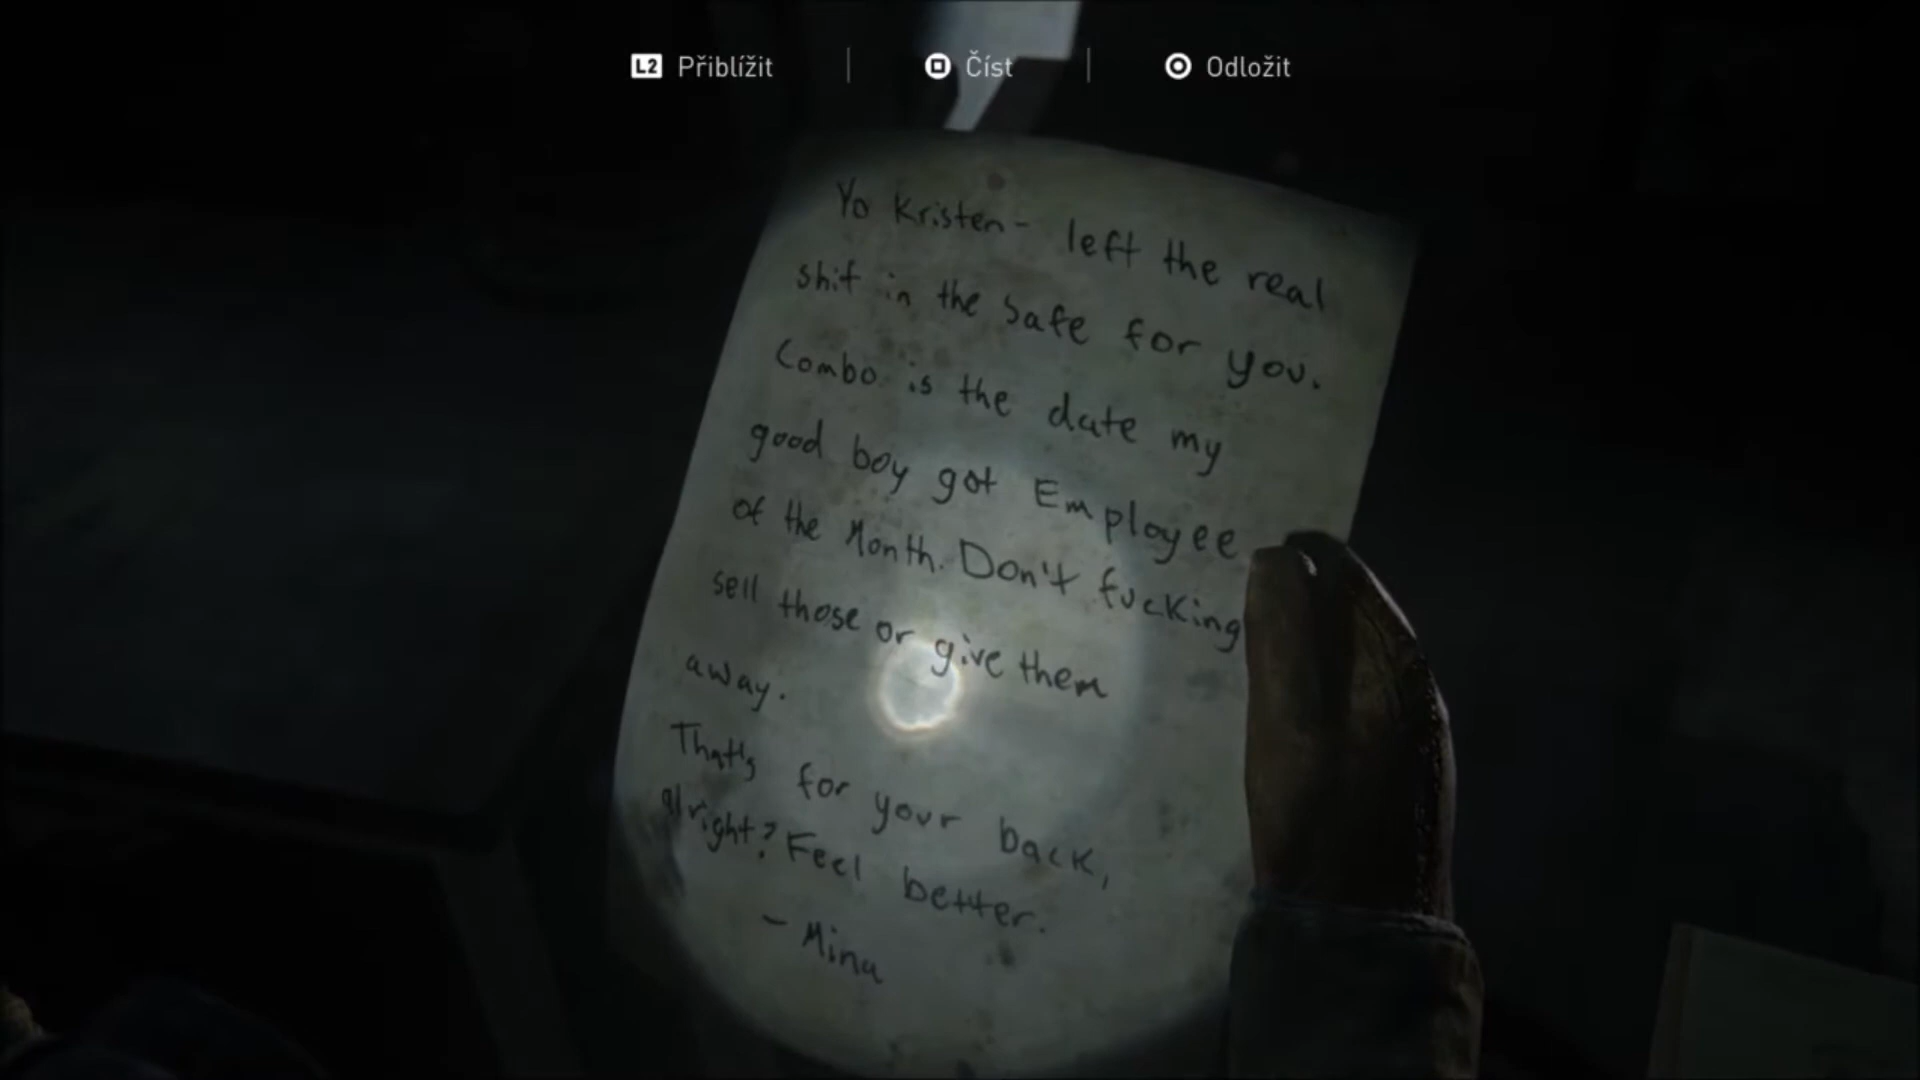 L2 Přiblížit | Číst | Odložit
Yo Kristen- left the real
shit in the safe for you.
Combo is the date my
good boy got Employee
of the Month. Don't fucking
sell those or give them
away.
That's for your back,
alright? Feel better.
- Mina